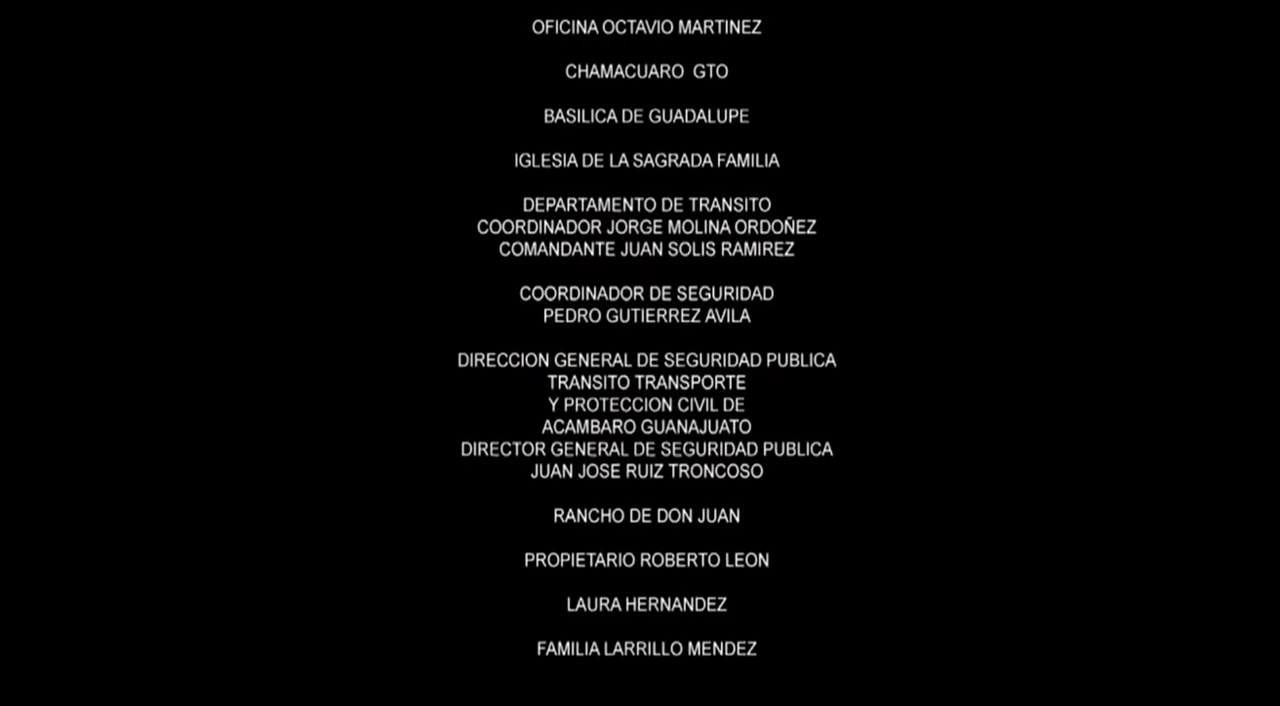 OFICINA OCTAVIO MARTINEZ
CHAMACUARO GTO
BASILICA DE GUADALUPE
IGLESIA DE LA SAGRADA FAMILIA
DEPARTAMENTO DE TRANSITO
COORDINADOR JORGE MOLINA ORDOÑEZ
COMANDANTE JUAN SOLIS RAMIREZ
COORDINADOR DE SEGURIDAD
PEDRO GUTIERREZ AVILA
DIRECCION GENERAL DE SEGURIDAD PUBLICA
TRANSITO TRANSPORTE
Y PROTECCION CIVIL DE
ACAMBARO GUANAJUATO
DIRECTOR GENERAL DE SEGURIDAD PUBLICA
JUAN JOSE RUIZ TRONCOSO
RANCHO DE DON JUAN
PROPIETARIO ROBERTO LEON
LAURA HERNANDEZ
FAMILIA LARRILLO MENDEZ